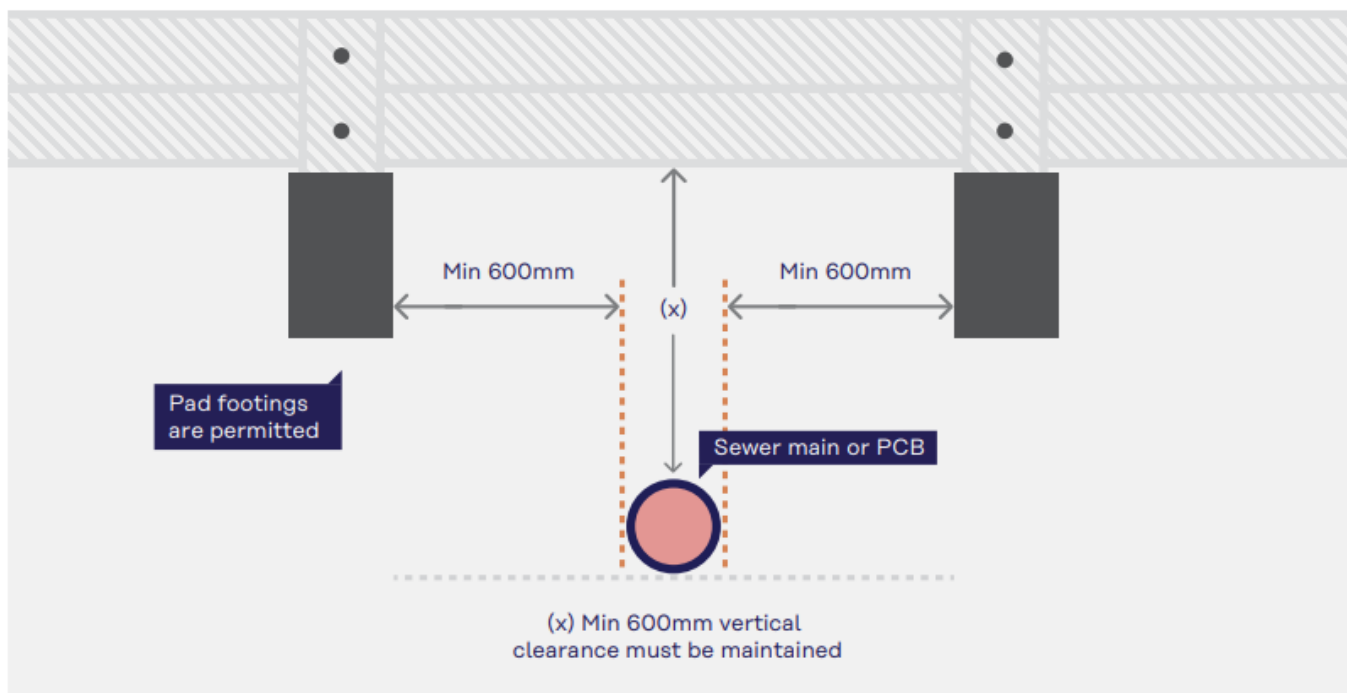 Min 600mm
Min 600mm
(x)
Pad footings
are permitted
Sewer main or PCB
(x) Min 600mm vertical
clearance must be maintained